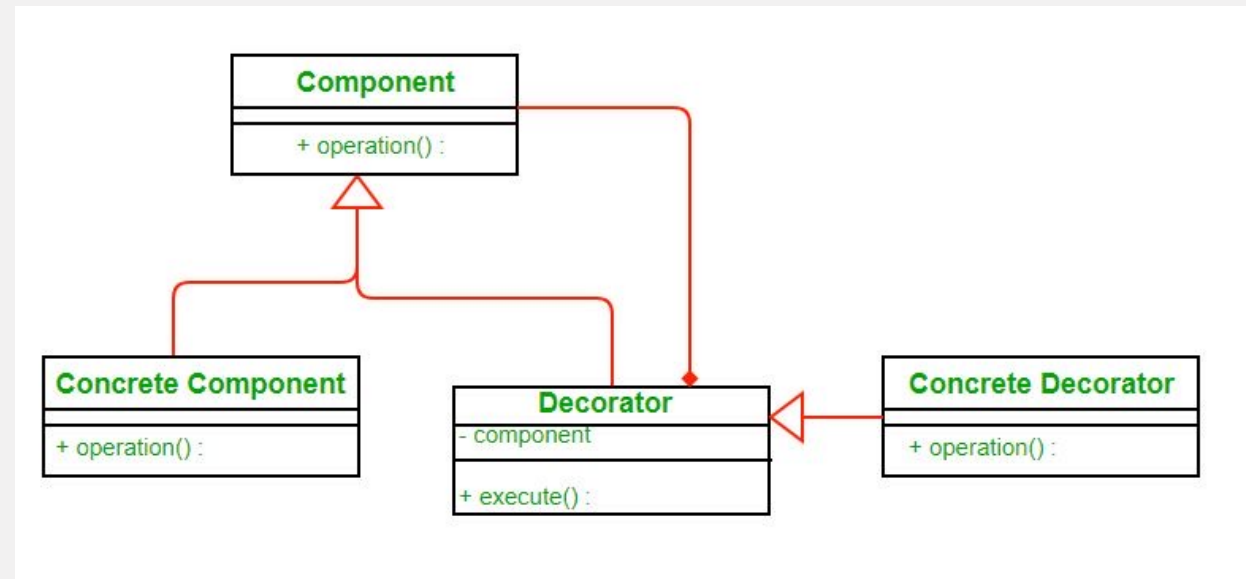 Component
+ operation() :
Concrete Component
+ operation() :
Decorator
- component
+ execute() :
Concrete Decorator
+ operation() :